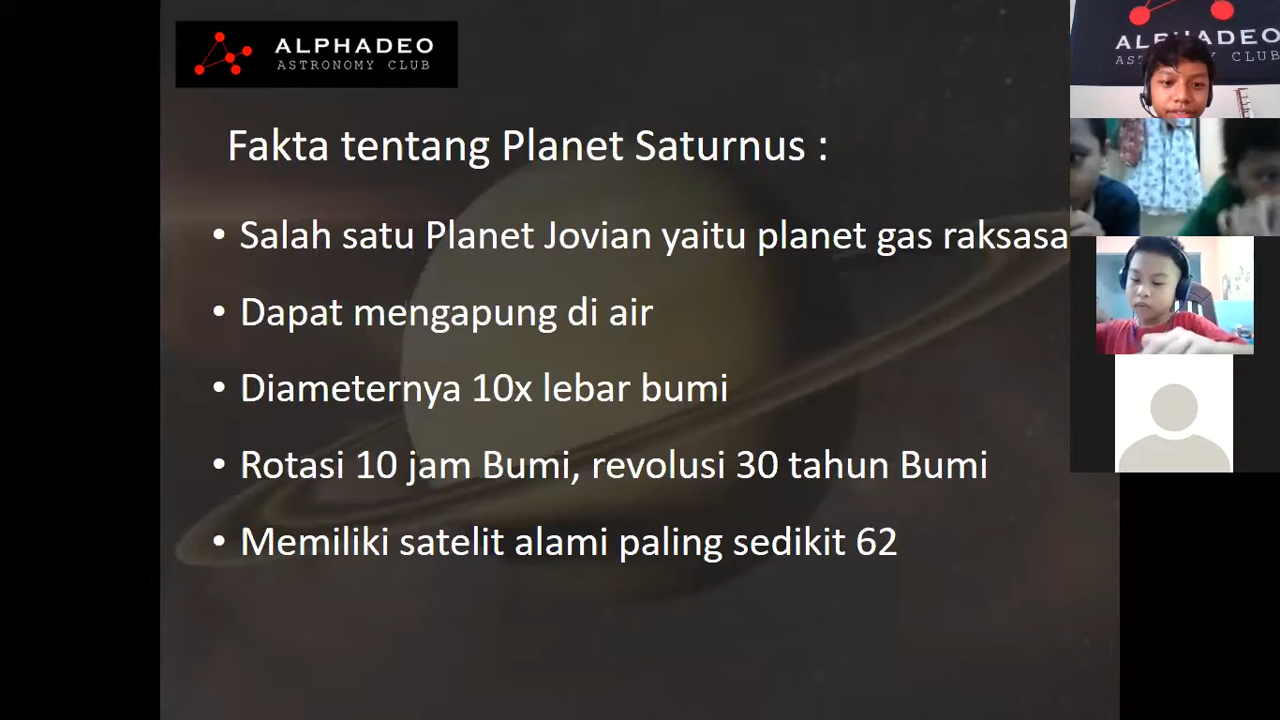 ALPHADEO
ASTRONOMY CLUB
Fakta tentang Planet Saturnus :
• Salah satu Planet Jovian yaitu planet gas raksasa
• Dapat mengapung di air
• Diameternya 10x lebar bumi
• Rotasi 10 jam Bumi, revolusi 30 tahun Bumi
• Memiliki satelit alami paling sedikit 62